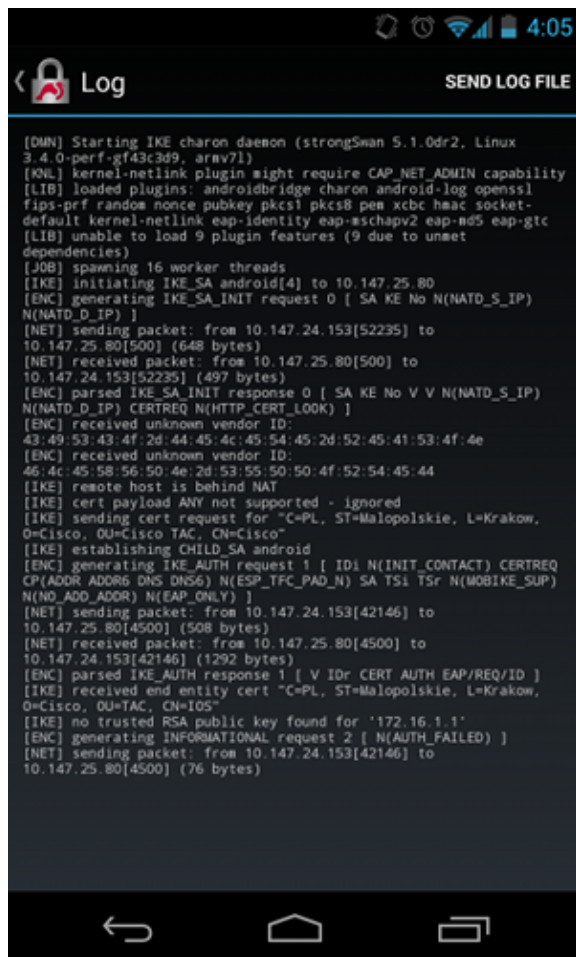 4:05
Log
SEND LOG FILE
[DMN] Starting IKE charon daemon (strongSwan 5.1.0dr2, Linux
3.4.0-perf-gf43c3d9, armv7l)
[KNL] kernel-netlink plugin might require CAP_NET_ADMIN capability
[LIB] loaded plugins: androidbridge charon android-log openssl
fips-prf random nonce pubkey pkcs1 pkcs8 pem xcbc hmac socket-
default kernel-netlink eap-identity eap-mschapv2 eap-md5 eap-gtc
[LIB] unable to load 9 plugin features (9 due to unmet
dependencies)
[JOB] spawning 16 worker threads
[IKE] initiating IKE_SA android[4] to 10.147.25.80
[ENC] generating IKE_SA_INIT request 0 [ SA KE No N(NATD_S_IP)
N(NATD_D_IP) ]
[NET] sending packet: from 10.147.24.153[52235] to
10.147.25.80[500] (648 bytes)
[NET] received packet: from 10.147.25.80[500] to
10.147.24.153[52235] (497 bytes)
[ENC] parsed IKE_SA_INIT response 0 [ SA KE No V V N(NATD_S_IP)
N(NATD_D_IP) CERTREQ N(HTTP_CERT_LOOK) ]
[ENC] received unknown vendor ID:
43:49:53:43:4f:2d:44:45:4c:45:54:45:2d:52:45:41:53:4f:4e
[ENC] received unknown vendor ID:
46:4c:45:58:56:50:4e:2d:53:55:50:50:4f:52:54:45:44
[IKE] remote host is behind NAT
[IKE] cert payload ANY not supported - ignored
[IKE] sending cert request for "C=PL, ST=Malopolskie, L=Krakow,
O=Cisco, OU=Cisco TAC, CN=Cisco"
[IKE] establishing CHILD_SA android
[ENC] generating IKE_AUTH request 1 [ IDi N(INIT_CONTACT) CERTREQ
CP(ADDR ADDR6 DNS DNS6) N(ESP_TFC_PAD_N) SA TSi TSr N(MOBIKE_SUP)
N(NO_ADD_ADDR) N(EAP_ONLY) ]
[NET] sending packet: from 10.147.24.153[42146] to
10.147.25.80[4500] (508 bytes)
[NET] received packet: from 10.147.25.80[4500] to
10.147.24.153[42146] (1292 bytes)
[ENC] parsed IKE_AUTH response 1 [ V IDr CERT AUTH EAP/REQ/ID ]
[IKE] received end entity cert "C=PL, ST=Malopolskie, L=Krakow,
O=Cisco, OU=TAC, CN=IOS"
[IKE] no trusted RSA public key found for '172.16.1.1'
[ENC] generating INFORMATIONAL request 2 [ N(AUTH_FAILED) ]
[NET] sending packet: from 10.147.24.153[42146] to
10.147.25.80[4500] (76 bytes)